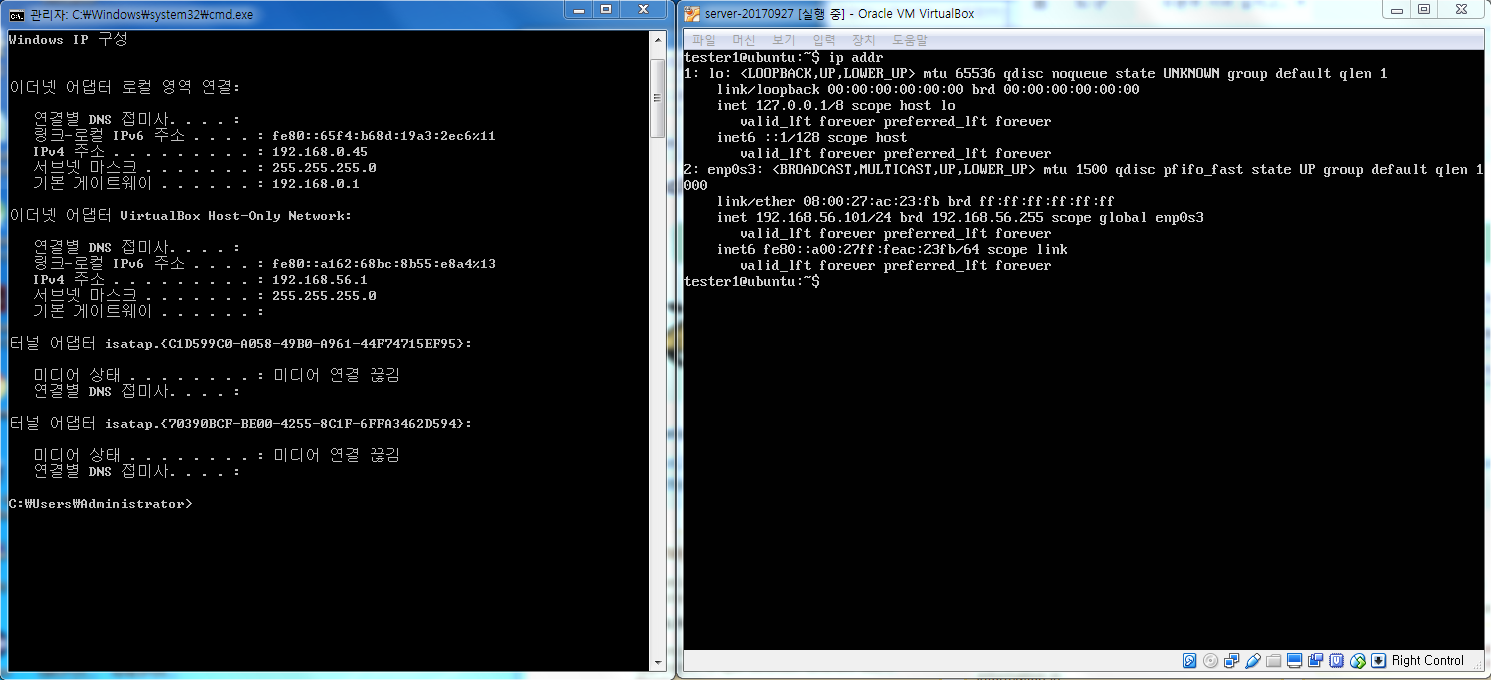 관리자: C:₩Windows₩system32₩cmd.exe
Windows IP 구성
이더넷 어댑터 로컬 영역 연결:
연결별 DNS 접미사. . . . :
링크-로컬 IPv6 주소 . . . . : fe80::65f4:b68d:19a3:2ec6%11
IPv4 주소 . . . . . . . . . : 192.168.0.45
서브넷 마스크 . . . . . . . : 255.255.255.0
기본 게이트웨이 . . . . . . : 192.168.0.1
이더넷 어댑터 VirtualBox Host-Only Network:
연결별 DNS 접미사. . . . :
링크-로컬 IPv6 주소 . . . . : fe80::a162:68bc:8b55:e8a4%13
IPv4 주소 . . . . . . . . . : 192.168.56.1
서브넷 마스크 . . . . . . . : 255.255.255.0
기본 게이트웨이 . . . . . . :
터널 어댑터 isatap.{C1D599C0-A058-49B0-A961-44F74715EF95}:
미디어 상태 . . . . . . . . : 미디어 연결 끊김
연결별 DNS 접미사. . . . :
터널 어댑터 isatap.{70390BCF-BE00-4255-8C1F-6FFA3462D594}:
미디어 상태 . . . . . . . . : 미디어 연결 끊김
연결별 DNS 접미사. . . . :
C:₩Users₩Administrator>
server-20170927 [실행 중] - Oracle VM VirtualBox
파일 머신 보기 입력 장치 도움말
tester1@ubuntu:~$ ip addr
1: lo: <LOOPBACK,UP,LOWER_UP> mtu 65536 qdisc noqueue state UNKNOWN group default qlen 1
link/loopback 00:00:00:00:00:00 brd 00:00:00:00:00:00
inet 127.0.0.1/8 scope host lo
valid_lft forever preferred_lft forever
inet6 ::1/128 scope host
valid_lft forever preferred_lft forever
2: enp0s3: <BROADCAST,MULTICAST,UP,LOWER_UP> mtu 1500 qdisc pfifo_fast state UP group default qlen 1
000
link/ether 08:00:27:ac:23:fb brd ff:ff:ff:ff:ff:ff
inet 192.168.56.101/24 brd 192.168.56.255 scope global enp0s3
valid_lft forever preferred_lft forever
inet6 fe80::a00:27ff:feac:23fb/64 scope link
valid_lft forever preferred_lft forever
tester1@ubuntu:~$
Right Control